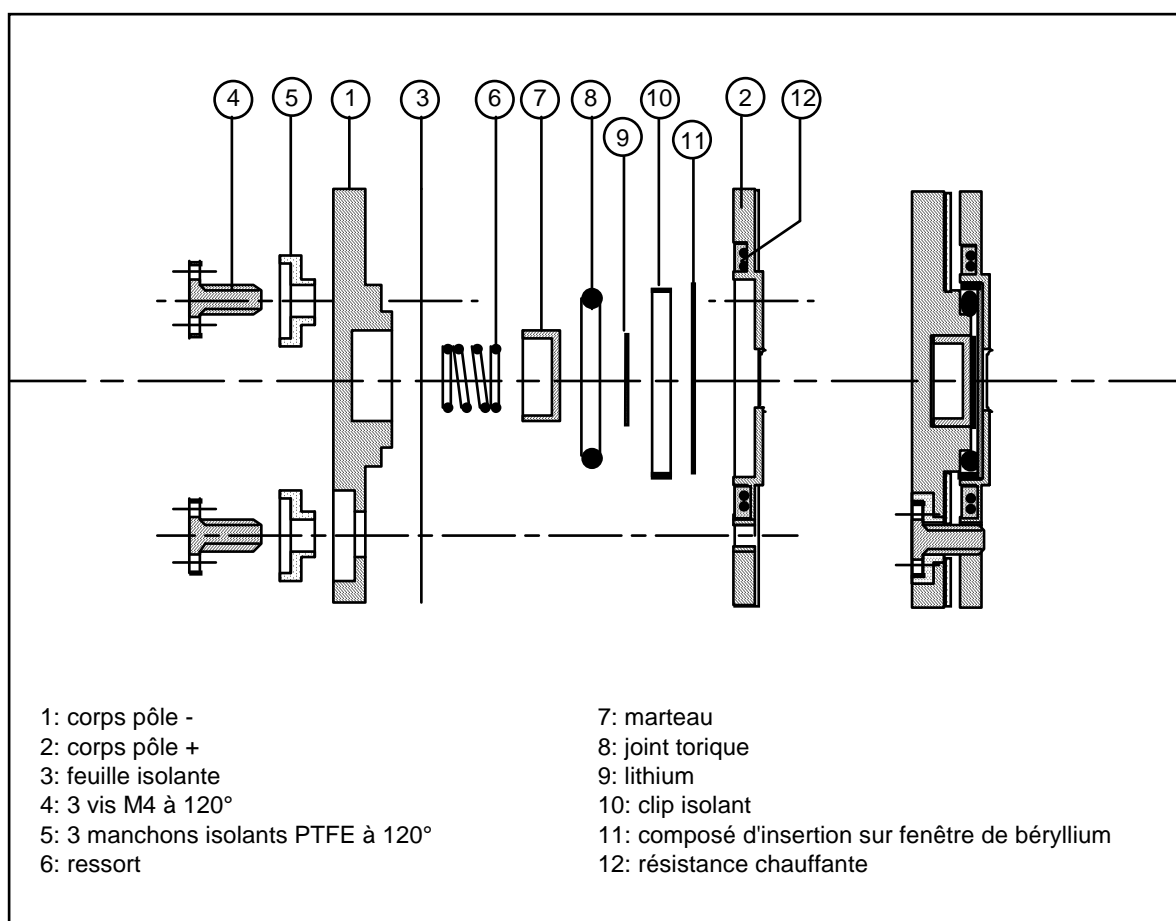 4 5 1 3 6 7 8 10 2 12
9 11
1: corps pôle -
2: corps pôle +
3: feuille isolante
4: 3 vis M4 à 120°
5: 3 manchons isolants PTFE à 120°
6: ressort
7: marteau
8: joint torique
9: lithium
10: clip isolant
11: composé d'insertion sur fenêtre de béryllium
12: résistance chauffante